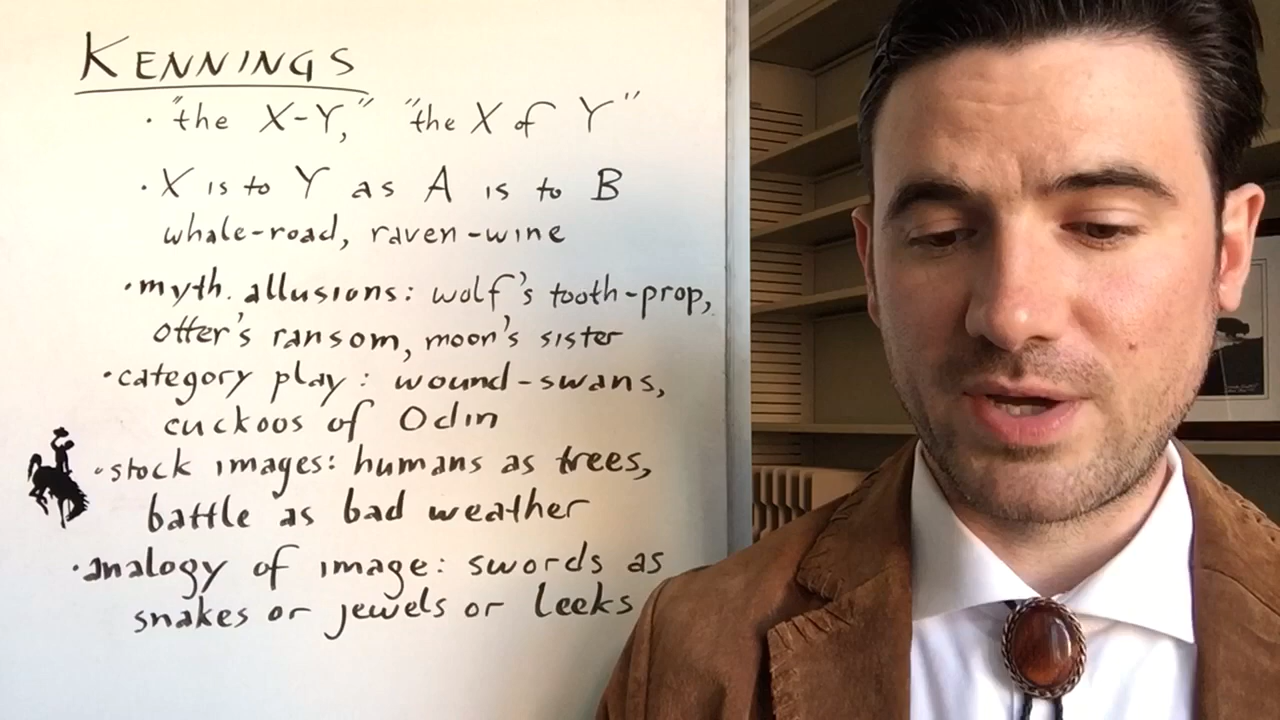 KENNINGS
· "the X-Y," "the X of Y"
· X is to Y as A is to B
whale-road, raven-wine
· myth. allusions: wolf's tooth-prop,
otter's ransom, moon's sister
· category play: wound-swans,
cuckoos of Odin
· stock images: humans as trees,
battle as bad weather
· analogy of image: swords as
snakes or jewels or leeks